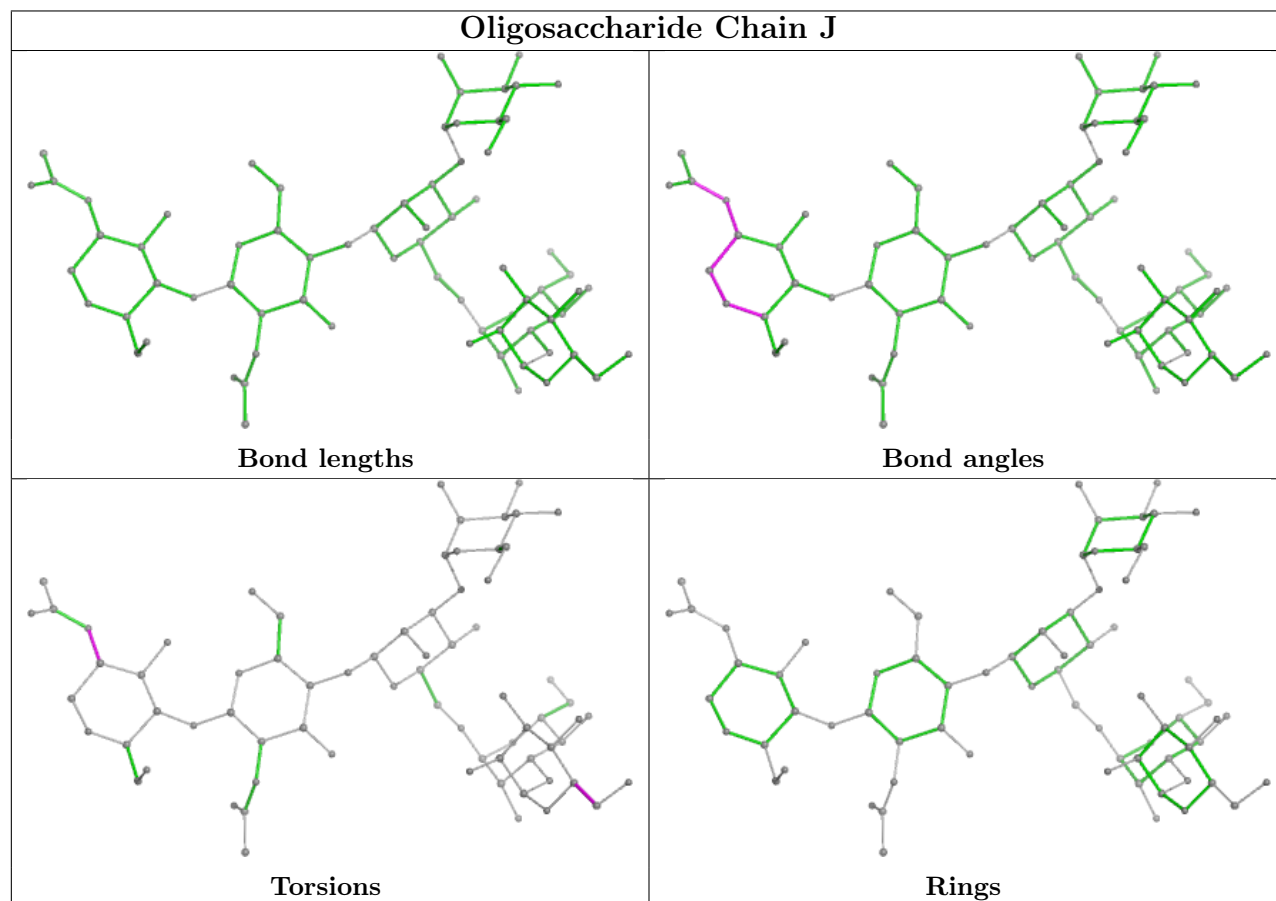 Oligosaccharide Chain J
Bond lengths
Bond angles
Torsions
Rings